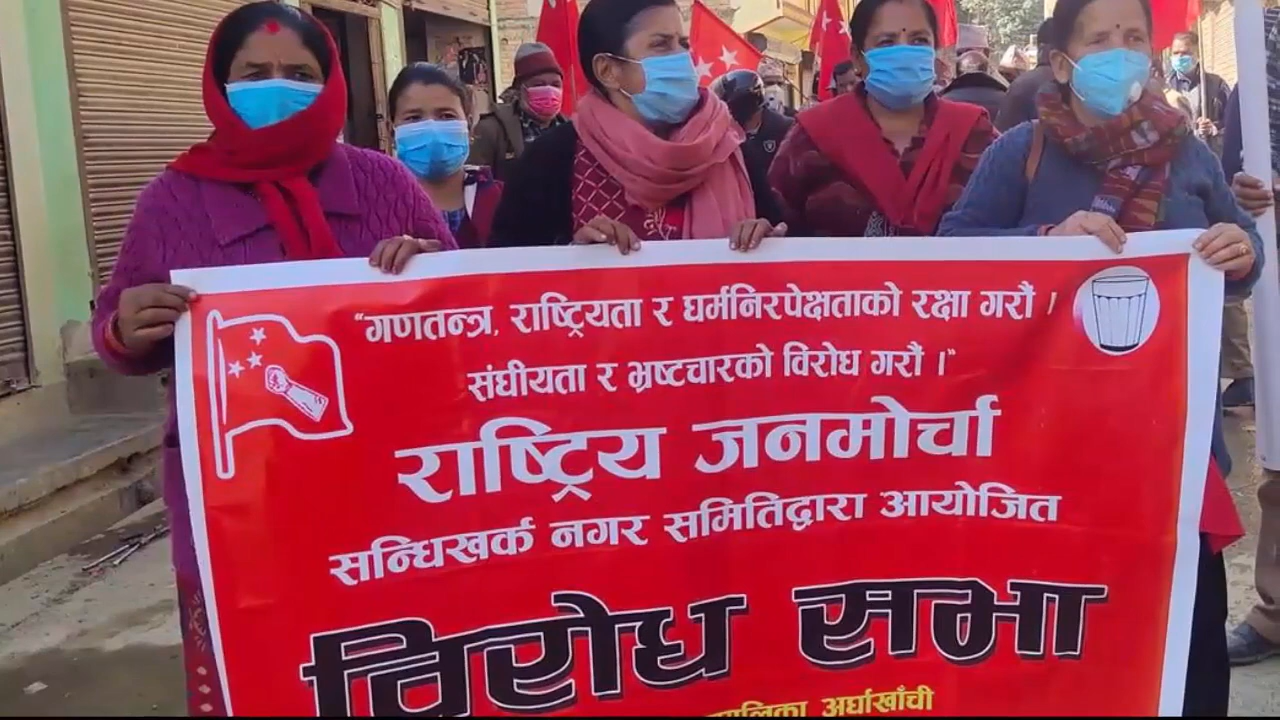 "गणतन्त्र, राष्ट्रियता र धर्मनिरपेक्षताको रक्षा गरौं ।
संघीयता र भ्रष्टचारको विरोध गरौं ।"
राष्ट्रिय जनमोर्चा
सन्धिखर्क नगर समितिद्वारा आयोजित
विरोध सभा
अर्घाखाँची